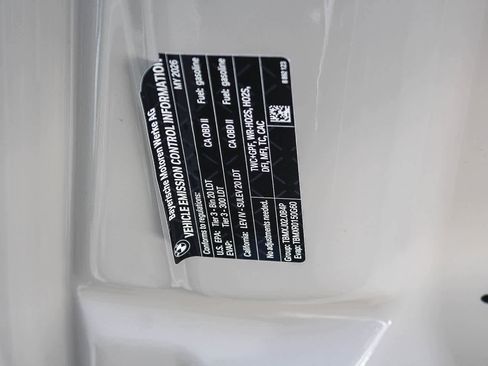 Bayerische Motoren Werke AG
VEHICLE EMISSION CONTROL INFORMATION
MY 2026
Conforms to regulations:
U.S. EPA: Tier 3 - Bin 20 LDT CA OBD II Fuel: gasoline
EVAP: Tier 3 - 300 LDT
California: LEV IV - SULEV 20 LDT CA OBD II Fuel: gasoline
No adjustments needed.
TWC+GPF, WR-HO2S, HO2S,
DFI, MFI, TC, CAC
Group: TBMXJ02.0B4P
Evap: TBMXR0150G60